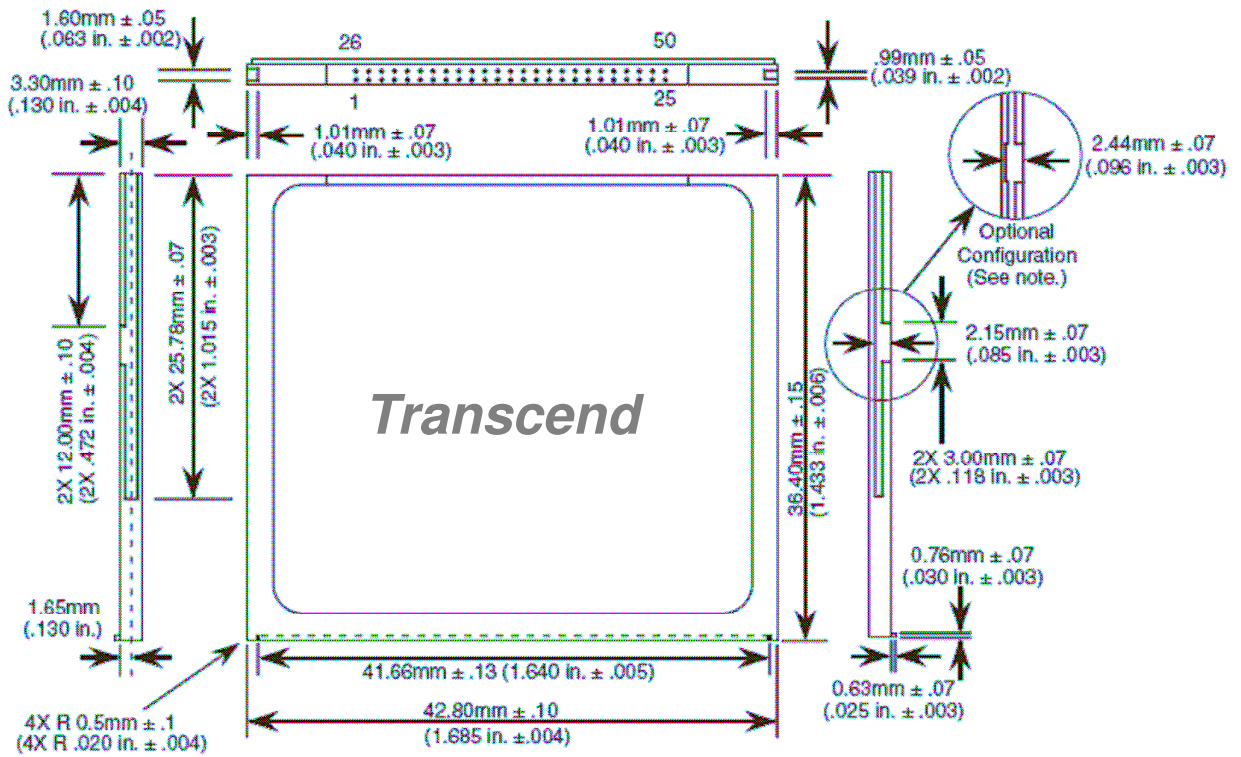 1.60mm ± .05
(.063 in. ± .002)
26
50
.99mm ± .05
(.039 in. ± .002)
3.30mm ± .10
(.130 in. ± .004)
1
25
1.01mm ± .07
(.040 in. ± .003)
1.01mm ± .07
(.040 in. ± .003)
2.44mm ± .07
(.096 in. ± .003)
Optional
Configuration
(See note.)
2X 12.00mm ± .10
(2X .472 in. ± .004)
2X 25.78mm ± .07
(2X 1.015 in. ± .003)
Transcend
36.40mm ± .15
(1.433 in. ± .006)
2.15mm ± .07
(.085 in. ± .003)
2X 3.00mm ± .07
(2X .118 in. ± .003)
0.76mm ± .07
(.030 in. ± .003)
1.65mm
(.130 in.)
41.66mm ± .13 (1.640 in. ± .005)
0.63mm ± .07
(.025 in. ± .003)
4X R 0.5mm ± .1
(4X R .020 in. ± .004)
42.80mm ± .10
(1.685 in. ±.004)